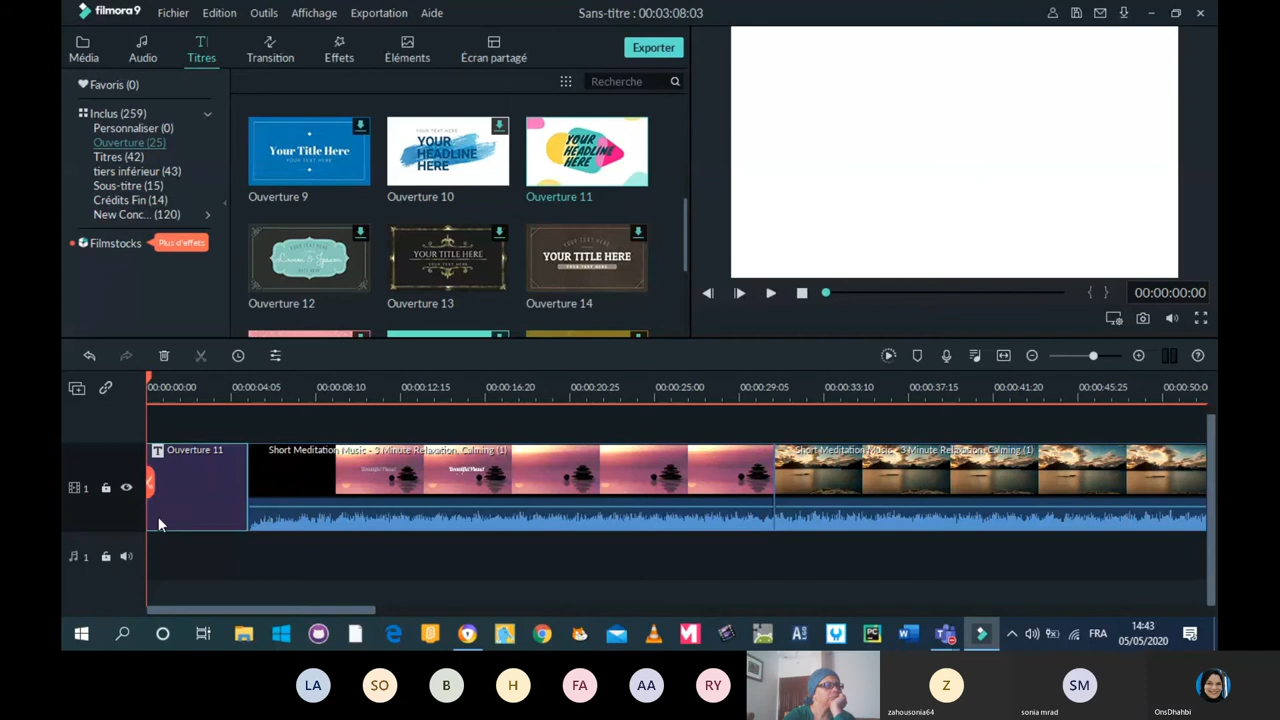 filmora9 Fichier Edition Outils Affichage Exportation Aide Sans-titre : 00:03:08:03
Média Audio Titres Transition Effets Éléments Écran partagé Exporter
Favoris (0)
Recherche
Inclus (259)
Personnaliser (0)
Ouverture (25)
Titres (42)
tiers inférieur (43)
Sous-titre (15)
Crédits Fin (14)
New Conc... (120)
Filmstocks Plus d'effets
Your Title Here
YOUR TEXT HERE
YOUR TEXT HERE
YOUR
HEADLINE
HERE
YOUR
HEADLINE
HERE
Ouverture 9 Ouverture 10 Ouverture 11
YOUR TITLE HERE
YOUR TITLE HERE
Ouverture 12 Ouverture 13 Ouverture 14
00:00:00:00
00:00:00:00 00:00:04:05 00:00:08:10 00:00:12:15 00:00:16:20 00:00:20:25 00:00:25:00 00:00:29:05 00:00:33:10 00:00:37:15 00:00:41:20 00:00:45:25 00:00:50:0
T Ouverture 11 Short Meditation Music - 3 Minute Relaxation, Calming (1) Short Meditation Music - 3 Minute Relaxation, Calming (1)
1
1
FRA 14:43
05/05/2020
LA SO B H FA AA RY Z SM
zahousonia64 sonia mrad OnsDhahbi